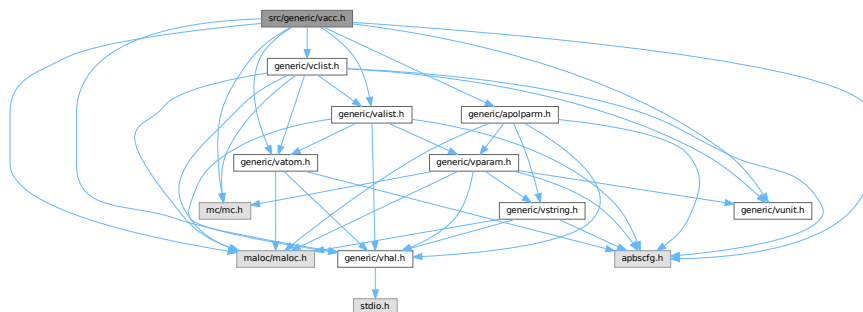 src/generic/vacc.h
generic/vclist.h
generic/valist.h
generic/apolparm.h
generic/vatom.h
generic/vparam.h
mc/mc.h
generic/vstring.h
generic/vunit.h
maloc/maloc.h
generic/vhal.h
apbscfg.h
stdio.h